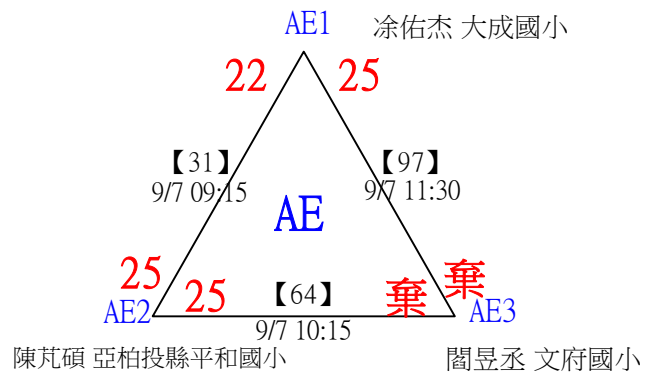 AE1 凃佑杰 大成國小
22 25
【31】 【97】
9/7 09:15 9/7 11:30
AE
25 25 【64】 棄 棄
AE2 9/7 10:15 AE3
陳芃碩 亞柏投縣平和國小 閻昱丞 文府國小